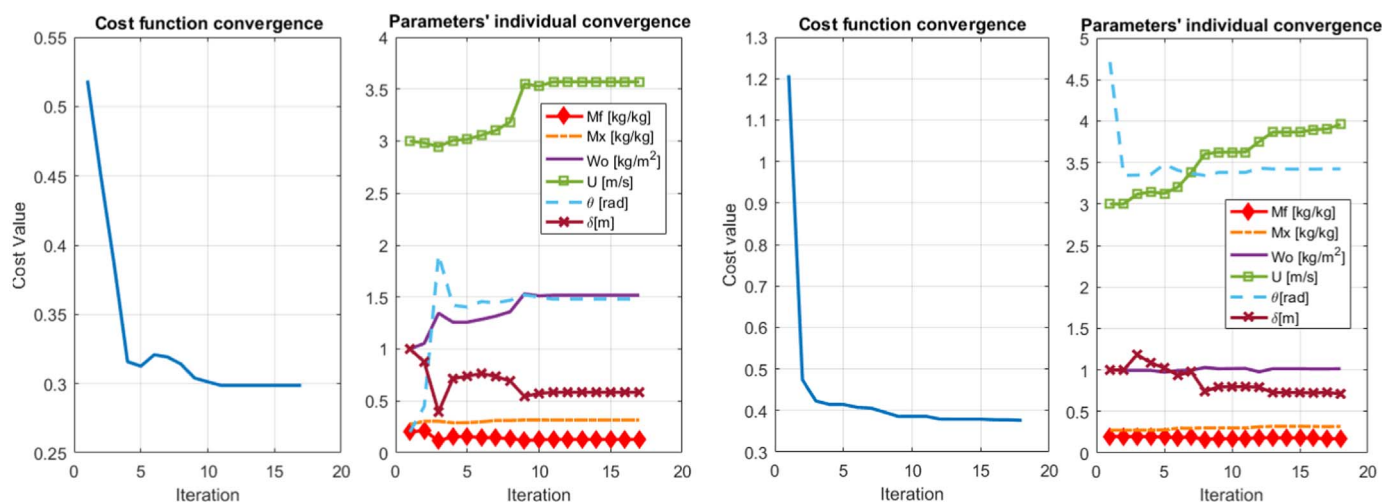 Cost function convergence
0.55
0.5
0.45
0.4
0.35
0.3
0.25
0 5 10 15 20
Cost Value
Iteration
Parameters' individual convergence
4
3.5
3
2.5
2
1.5
1
0.5
0
0 5 10 15 20
Iteration
Mf [kg/kg]
Mx [kg/kg]
Wo [kg/m²]
U [m/s]
θ [rad]
δ[m]
Cost function convergence
1.3
1.2
1.1
1
0.9
0.8
0.7
0.6
0.5
0.4
0.3
0 5 10 15 20
Cost value
Iteration
Parameters' individual convergence
5
4.5
4
3.5
3
2.5
2
1.5
1
0.5
0
0 5 10 15 20
Iteration
Mf [kg/kg]
Mx [kg/kg]
Wo [kg/m²]
U [m/s]
θ[rad]
δ[m]